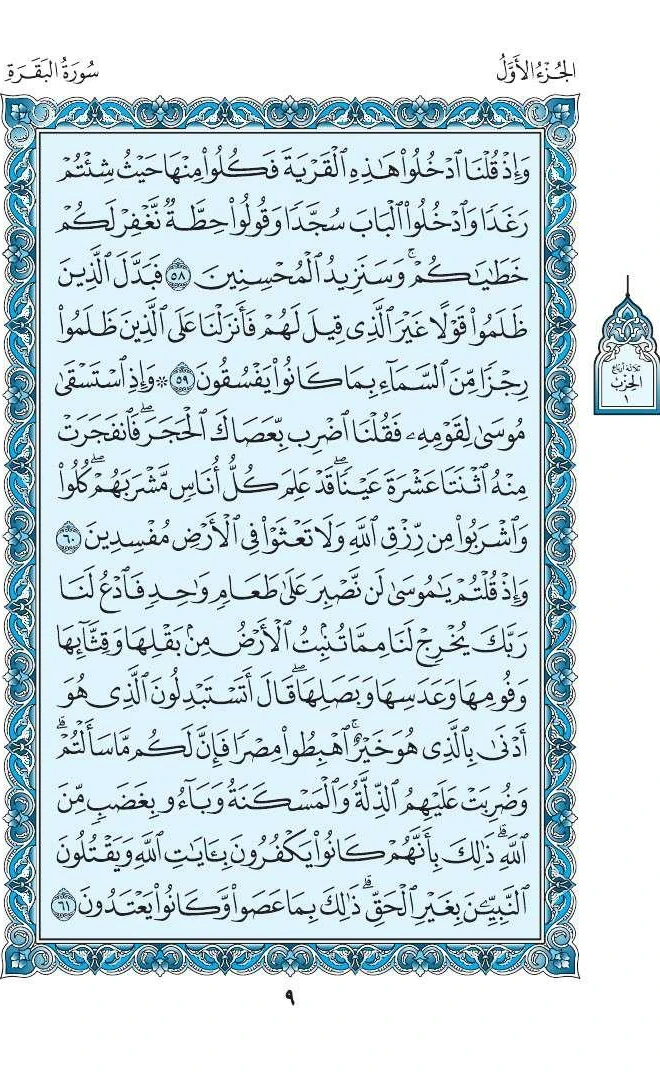 الجُزْءُ الأَوَّلُ
سُورَةُ البَقَرَةِ
وَإِذْ قُلْنَا ٱدْخُلُوا۟ هَٰذِهِ ٱلْقَرْيَةَ فَكُلُوا۟ مِنْهَا حَيْثُ شِئْتُمْ
رَغَدًا وَٱدْخُلُوا۟ ٱلْبَابَ سُجَّدًا وَقُولُوا۟ حِطَّةٌ نَّغْفِرْ لَكُمْ
خَطَٰيَٰكُمْ ۚ وَسَنَزِيدُ ٱلْمُحْسِنِينَ ٥٨ فَبَدَّلَ ٱلَّذِينَ
ظَلَمُوا۟ قَوْلًا غَيْرَ ٱلَّذِى قِيلَ لَهُمْ فَأَنزَلْنَا عَلَى ٱلَّذِينَ ظَلَمُوا۟
رِجْزًا مِّنَ ٱلسَّمَآءِ بِمَا كَانُوا۟ يَفْسُقُونَ ٥٩ ۞ وَإِذِ ٱسْتَسْقَىٰ
مُوسَىٰ لِقَوْمِهِۦ فَقُلْنَا ٱضْرِب بِّعَصَاكَ ٱلْحَجَرَ ۖ فَٱنفَجَرَتْ
مِنْهُ ٱثْنَتَا عَشْرَةَ عَيْنًا ۖ قَدْ عَلِمَ كُلُّ أُنَاسٍ مَّشْرَبَهُمْ ۖ كُلُوا۟
وَٱشْرَبُوا۟ مِن رِّزْقِ ٱللَّهِ وَلَا تَعْثَوْا۟ فِى ٱلْأَرْضِ مُفْسِدِينَ ٦٠
وَإِذْ قُلْتُمْ يَٰمُوسَىٰ لَن نَّصْبِرَ عَلَىٰ طَعَامٍ وَٰحِدٍ فَٱدْعُ لَنَا
رَبَّكَ يُخْرِجْ لَنَا مِمَّا تُنۢبِتُ ٱلْأَرْضُ مِنۢ بَقْلِهَا وَقِثَّآئِهَا
وَفُومِهَا وَعَدَسِهَا وَبَصَلِهَا ۖ قَالَ أَتَسْتَبْدِلُونَ ٱلَّذِى هُوَ
أَدْنَىٰ بِٱلَّذِى هُوَ خَيْرٌ ۚ ٱهْبِطُوا۟ مِصْرًا فَإِنَّ لَكُم مَّا سَأَلْتُمْ ۗ
وَضُرِبَتْ عَلَيْهِمُ ٱلذِّلَّةُ وَٱلْمَسْكَنَةُ وَبَآءُو بِغَضَبٍ مِّنَ
ٱللَّهِ ۗ ذَٰلِكَ بِأَنَّهُمْ كَانُوا۟ يَكْفُرُونَ بِـَٔايَٰتِ ٱللَّهِ وَيَقْتُلُونَ
ٱلنَّبِيِّـۧنَ بِغَيْرِ ٱلْحَقِّ ۗ ذَٰلِكَ بِمَا عَصَوا۟ وَّكَانُوا۟ يَعْتَدُونَ ٦١
ثلاثة أرباع
الحِزْبُ
١
٩